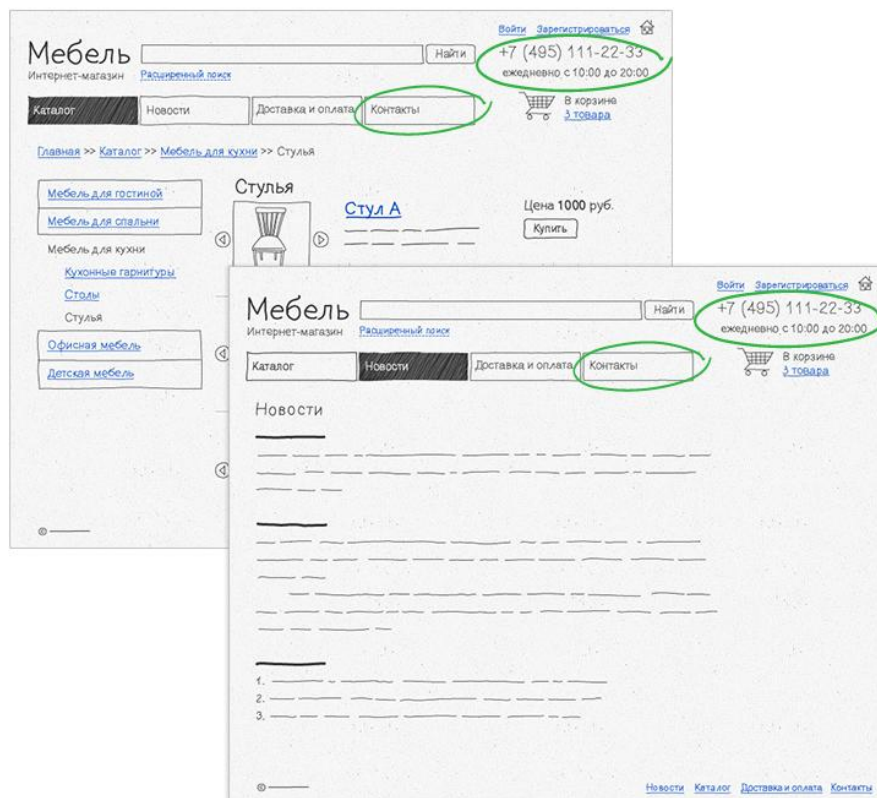 Войти Зарегистрироваться
Мебель
Найти
+7 (495) 111-22-33
Интернет-магазин
Расширенный поиск
ежедневно с 10:00 до 20:00
Каталог
Новости
Доставка и оплата
Контакты
В корзине
3 товара
Главная >> Каталог >> Мебель для кухни >> Стулья
Мебель для гостиной
Мебель для спальни
Мебель для кухни
Кухонные гарнитуры
Столы
Стулья
Офисная мебель
Детская мебель
Стулья
Стул А
Цена 1000 руб.
Купить
©
Войти Зарегистрироваться
Мебель
Найти
+7 (495) 111-22-33
Интернет-магазин
Расширенный поиск
ежедневно с 10:00 до 20:00
Каталог
Новости
Доставка и оплата
Контакты
В корзине
3 товара
Новости
1.
2.
3.
©
Новости Каталог Доставка и оплата Контакты